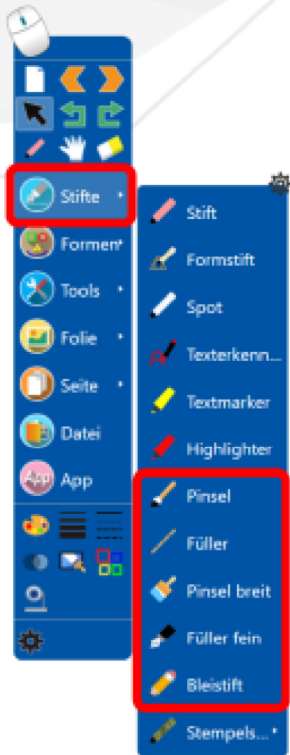 Stifte
Formen
Tools
Folie
Seite
Datei
App App
Stift
Formstift
Spot
Texterkenn...
Textmarker
Highlighter
Pinsel
Füller
Pinsel breit
Füller fein
Bleistift
Stempels...